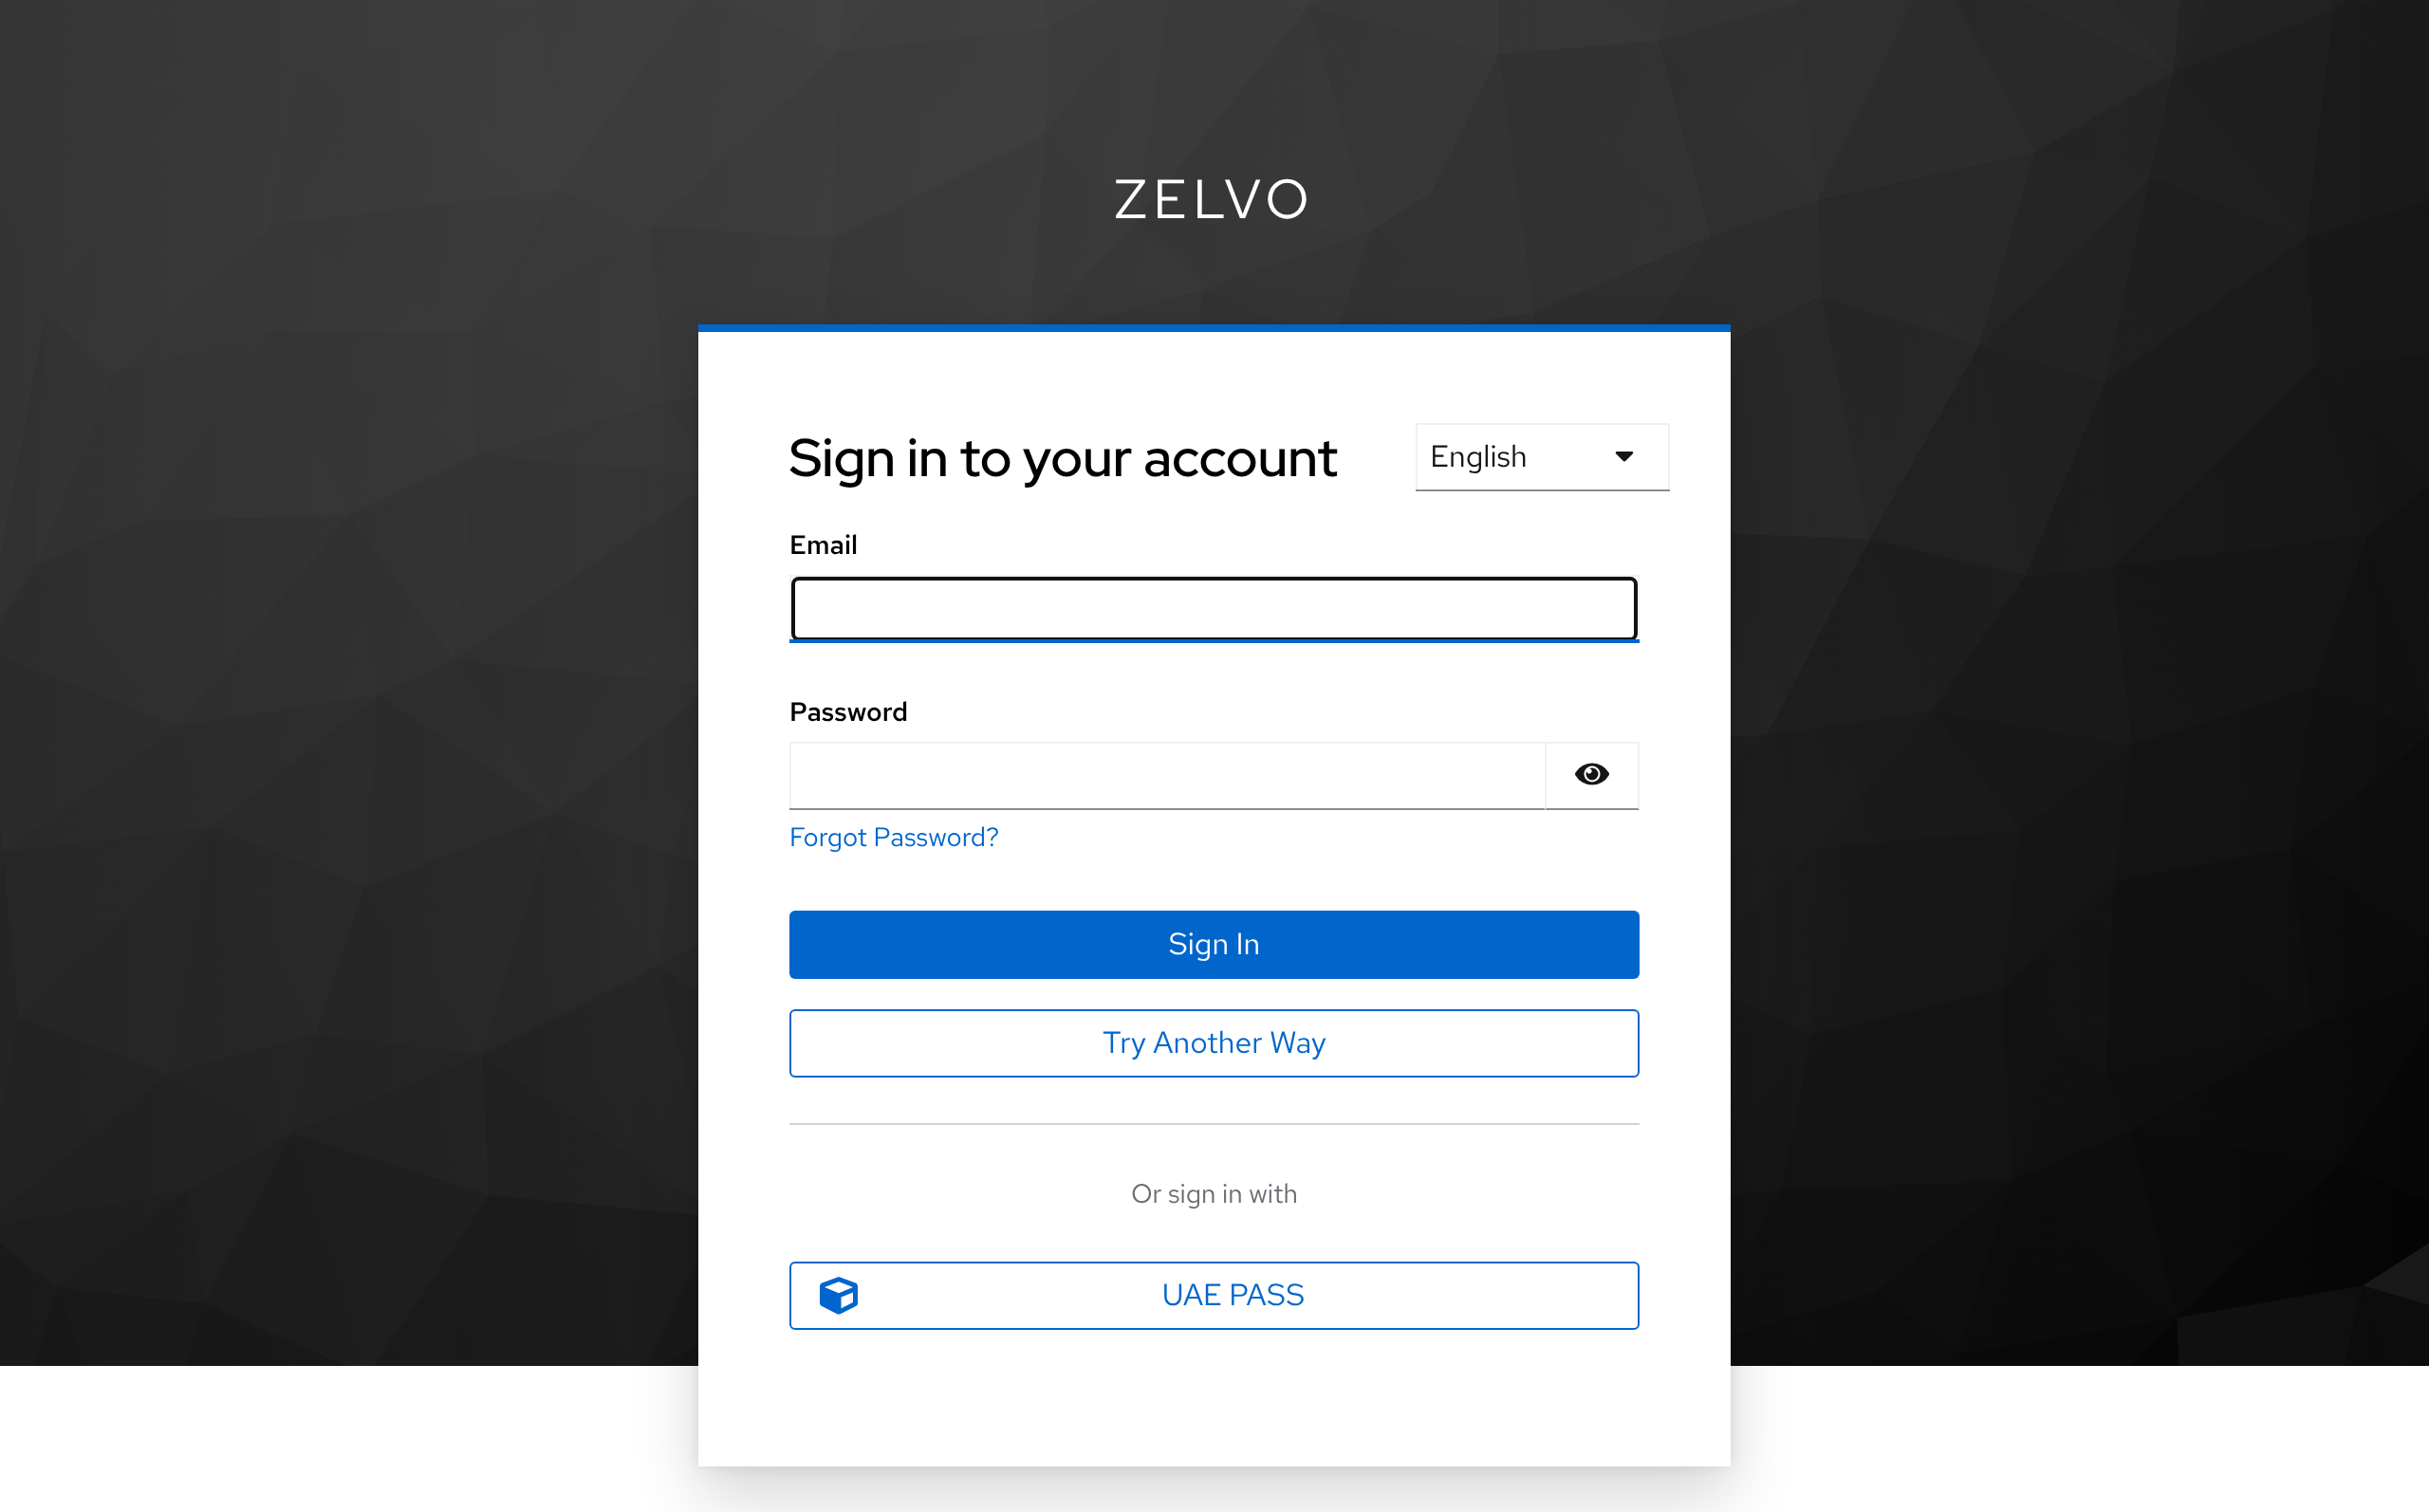 ZELVO
Sign in to your account
English
Email
Password
Forgot Password?
Sign In
Try Another Way
Or sign in with
UAE PASS